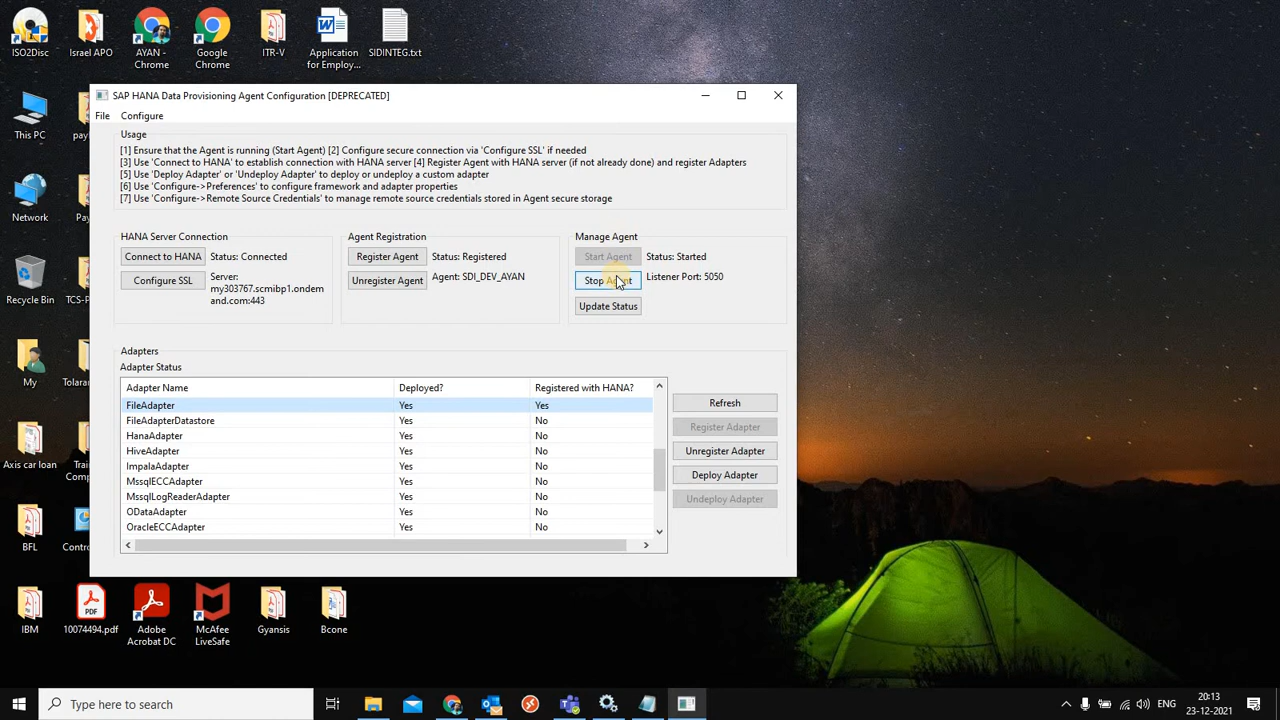 ISO2Disc
Israel APO
AYAN -
Chrome
Google
Chrome
ITR-V
Application
for Employ...
SIDINTEG.txt
This PC
Network
Recycle Bin
TCS-P
My
Tolaran
Axis car loan
Train
Comp
BFL
Contro
IBM
10074494.pdf
Adobe
Acrobat DC
McAfee
LiveSafe
Gyansis
Bcone
SAP HANA Data Provisioning Agent Configuration [DEPRECATED]
File Configure
Usage
[1] Ensure that the Agent is running (Start Agent) [2] Configure secure connection via 'Configure SSL' if needed
[3] Use 'Connect to HANA' to establish connection with HANA server [4] Register Agent with HANA server (if not already done) and register Adapters
[5] Use 'Deploy Adapter' or 'Undeploy Adapter' to deploy or undeploy a custom adapter
[6] Use 'Configure->Preferences' to configure framework and adapter properties
[7] Use 'Configure->Remote Source Credentials' to manage remote source credentials stored in Agent secure storage
HANA Server Connection
Connect to HANA Status: Connected
Configure SSL Server:
my303767.scmibp1.ondem
and.com:443
Agent Registration
Register Agent Status: Registered
Unregister Agent Agent: SDI_DEV_AYAN
Manage Agent
Start Agent Status: Started
Stop Agent Listener Port: 5050
Update Status
Adapters
Adapter Status
Adapter Name Deployed? Registered with HANA?
FileAdapter Yes Yes
FileAdapterDatastore Yes No
HanaAdapter Yes No
HiveAdapter Yes No
ImpalaAdapter Yes No
MssqlECCAdapter Yes No
MssqlLogReaderAdapter Yes No
ODataAdapter Yes No
OracleECCAdapter Yes No
Refresh
Register Adapter
Unregister Adapter
Deploy Adapter
Undeploy Adapter
Type here to search
ENG
20:13
23-12-2021